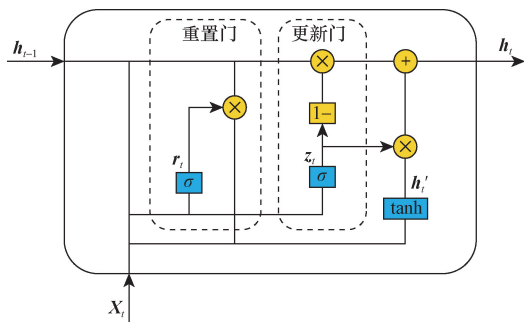 重置门
更新门
h_{t-1}
h_t
×
+
×
1-
×
r_t
z_t
σ
σ
h_t'
tanh
X_t